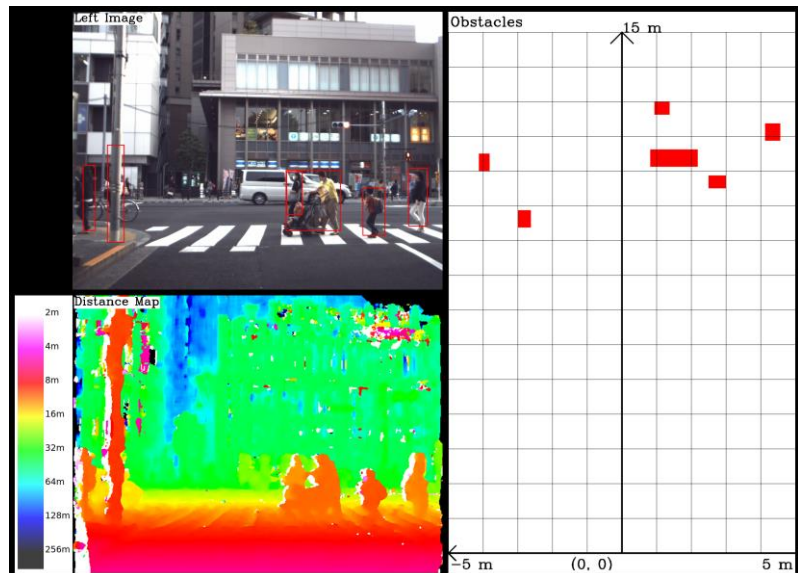 Left Image
Distance Map
2m
4m
8m
16m
32m
64m
128m
256m
Obstacles
15 m
-5 m
(0, 0)
5 m